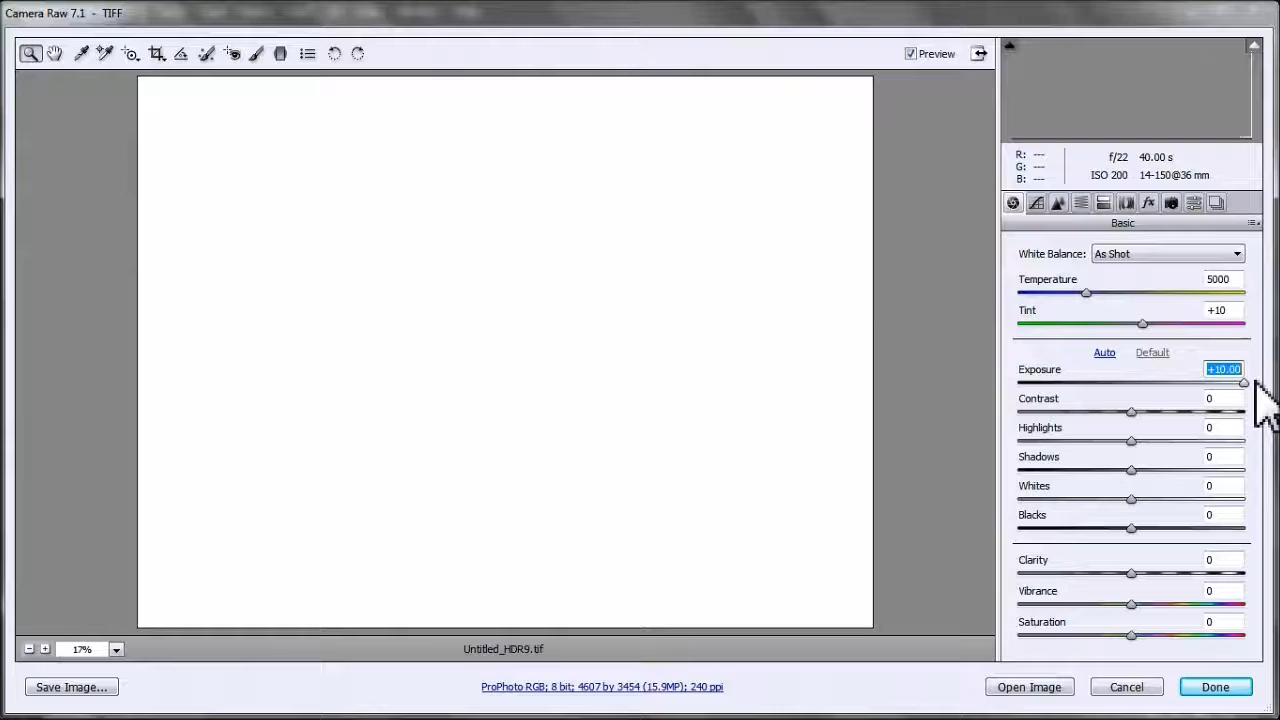 Camera Raw 7.1 - TIFF
Preview
R: ---
G: ---
B: ---
f/22 40.00 s
ISO 200 14-150@36 mm
fx
Basic
White Balance: As Shot
Temperature 5000
Tint +10
Auto Default
Exposure +10.00
Contrast 0
Highlights 0
Shadows 0
Whites 0
Blacks 0
Clarity 0
Vibrance 0
Saturation 0
17%
Untitled_HDR9.tif
Save Image...
ProPhoto RGB; 8 bit; 4607 by 3454 (15.9MP); 240 ppi
Open Image
Cancel
Done